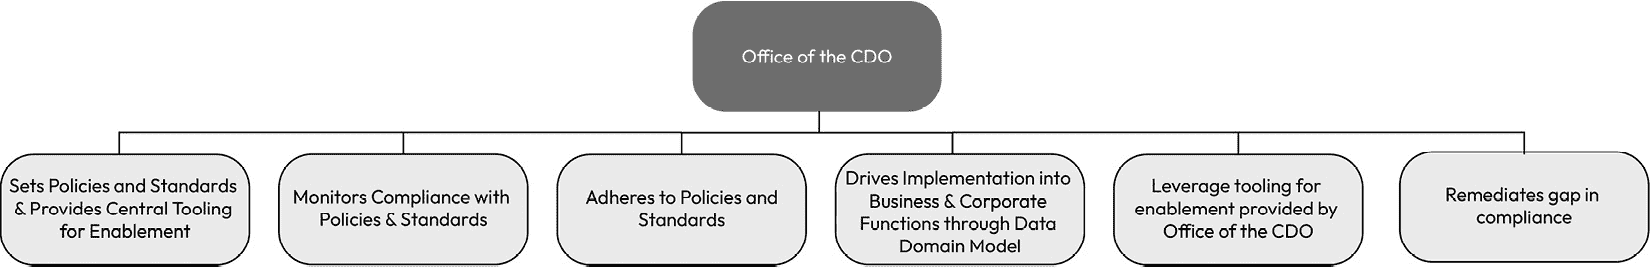 Office of the CDO
Sets Policies and Standards
& Provides Central Tooling
for Enablement
Monitors Compliance with
Policies & Standards
Adheres to Policies and
Standards
Drives Implementation into
Business & Corporate
Functions through Data
Domain Model
Leverage tooling for
enablement provided by
Office of the CDO
Remediates gap in
compliance